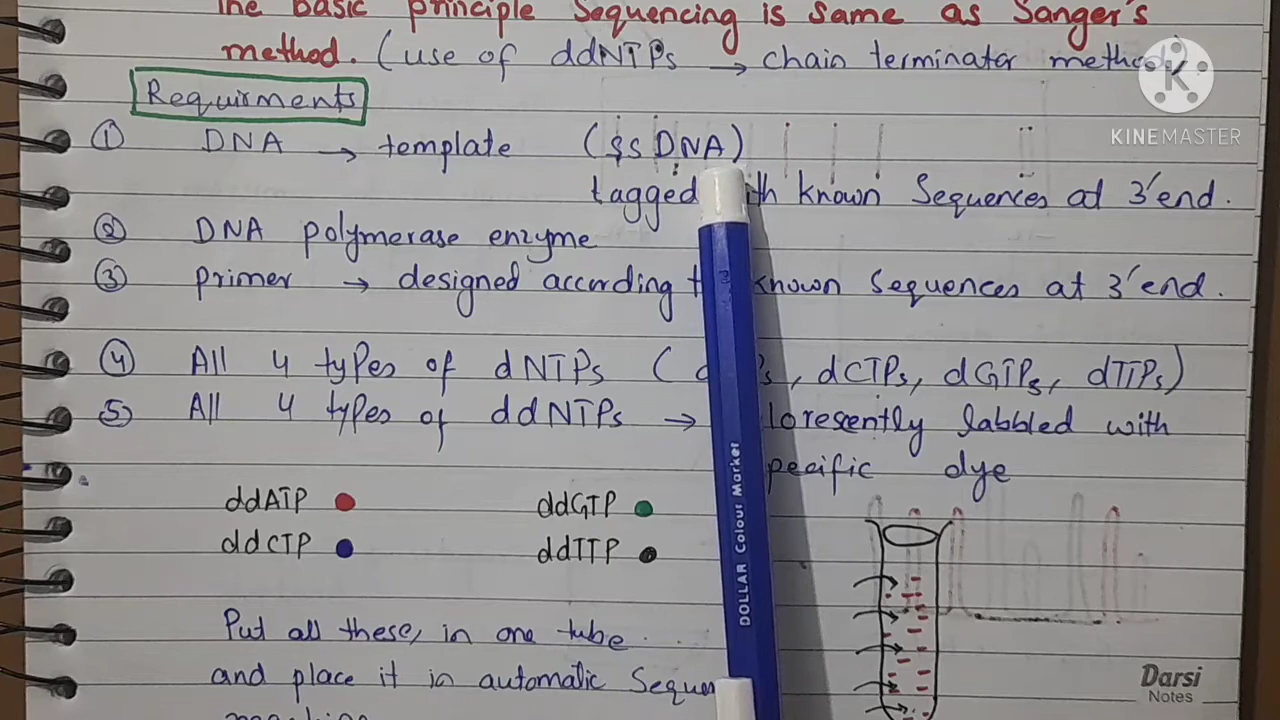 The basic principle Sequencing is same as Sanger's
method. (use of ddNTPs → chain terminator method)
KINEMASTER
Requirments
① DNA → template (ssDNA)
tagged with known Sequences at 3'end.
② DNA polymerase enzyme
③ primer → designed according known Sequences at 3'end.
④ All 4 types of dNTPs ( , dCTPs, dGTPs, dTTPs)
⑤ All 4 types of ddNTPs → loresently labbled with
pecific dye
ddATP ddGTP
ddCTP ddTTP
DOLLAR Colour Marker
Put all these, in one tube
and place it in automatic Sequen
Darsi
Notes